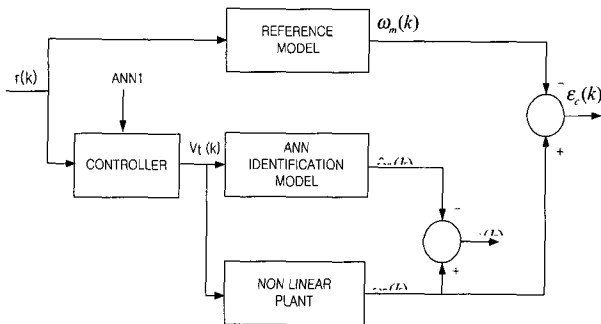 REFERENCE
MODEL
ω_m(k)
r(k)
ANN1
ε_c(k)
-
+
CONTROLLER
Vt(k)
ANN
IDENTIFICATION
MODEL
-
+
NON LINEAR
PLANT